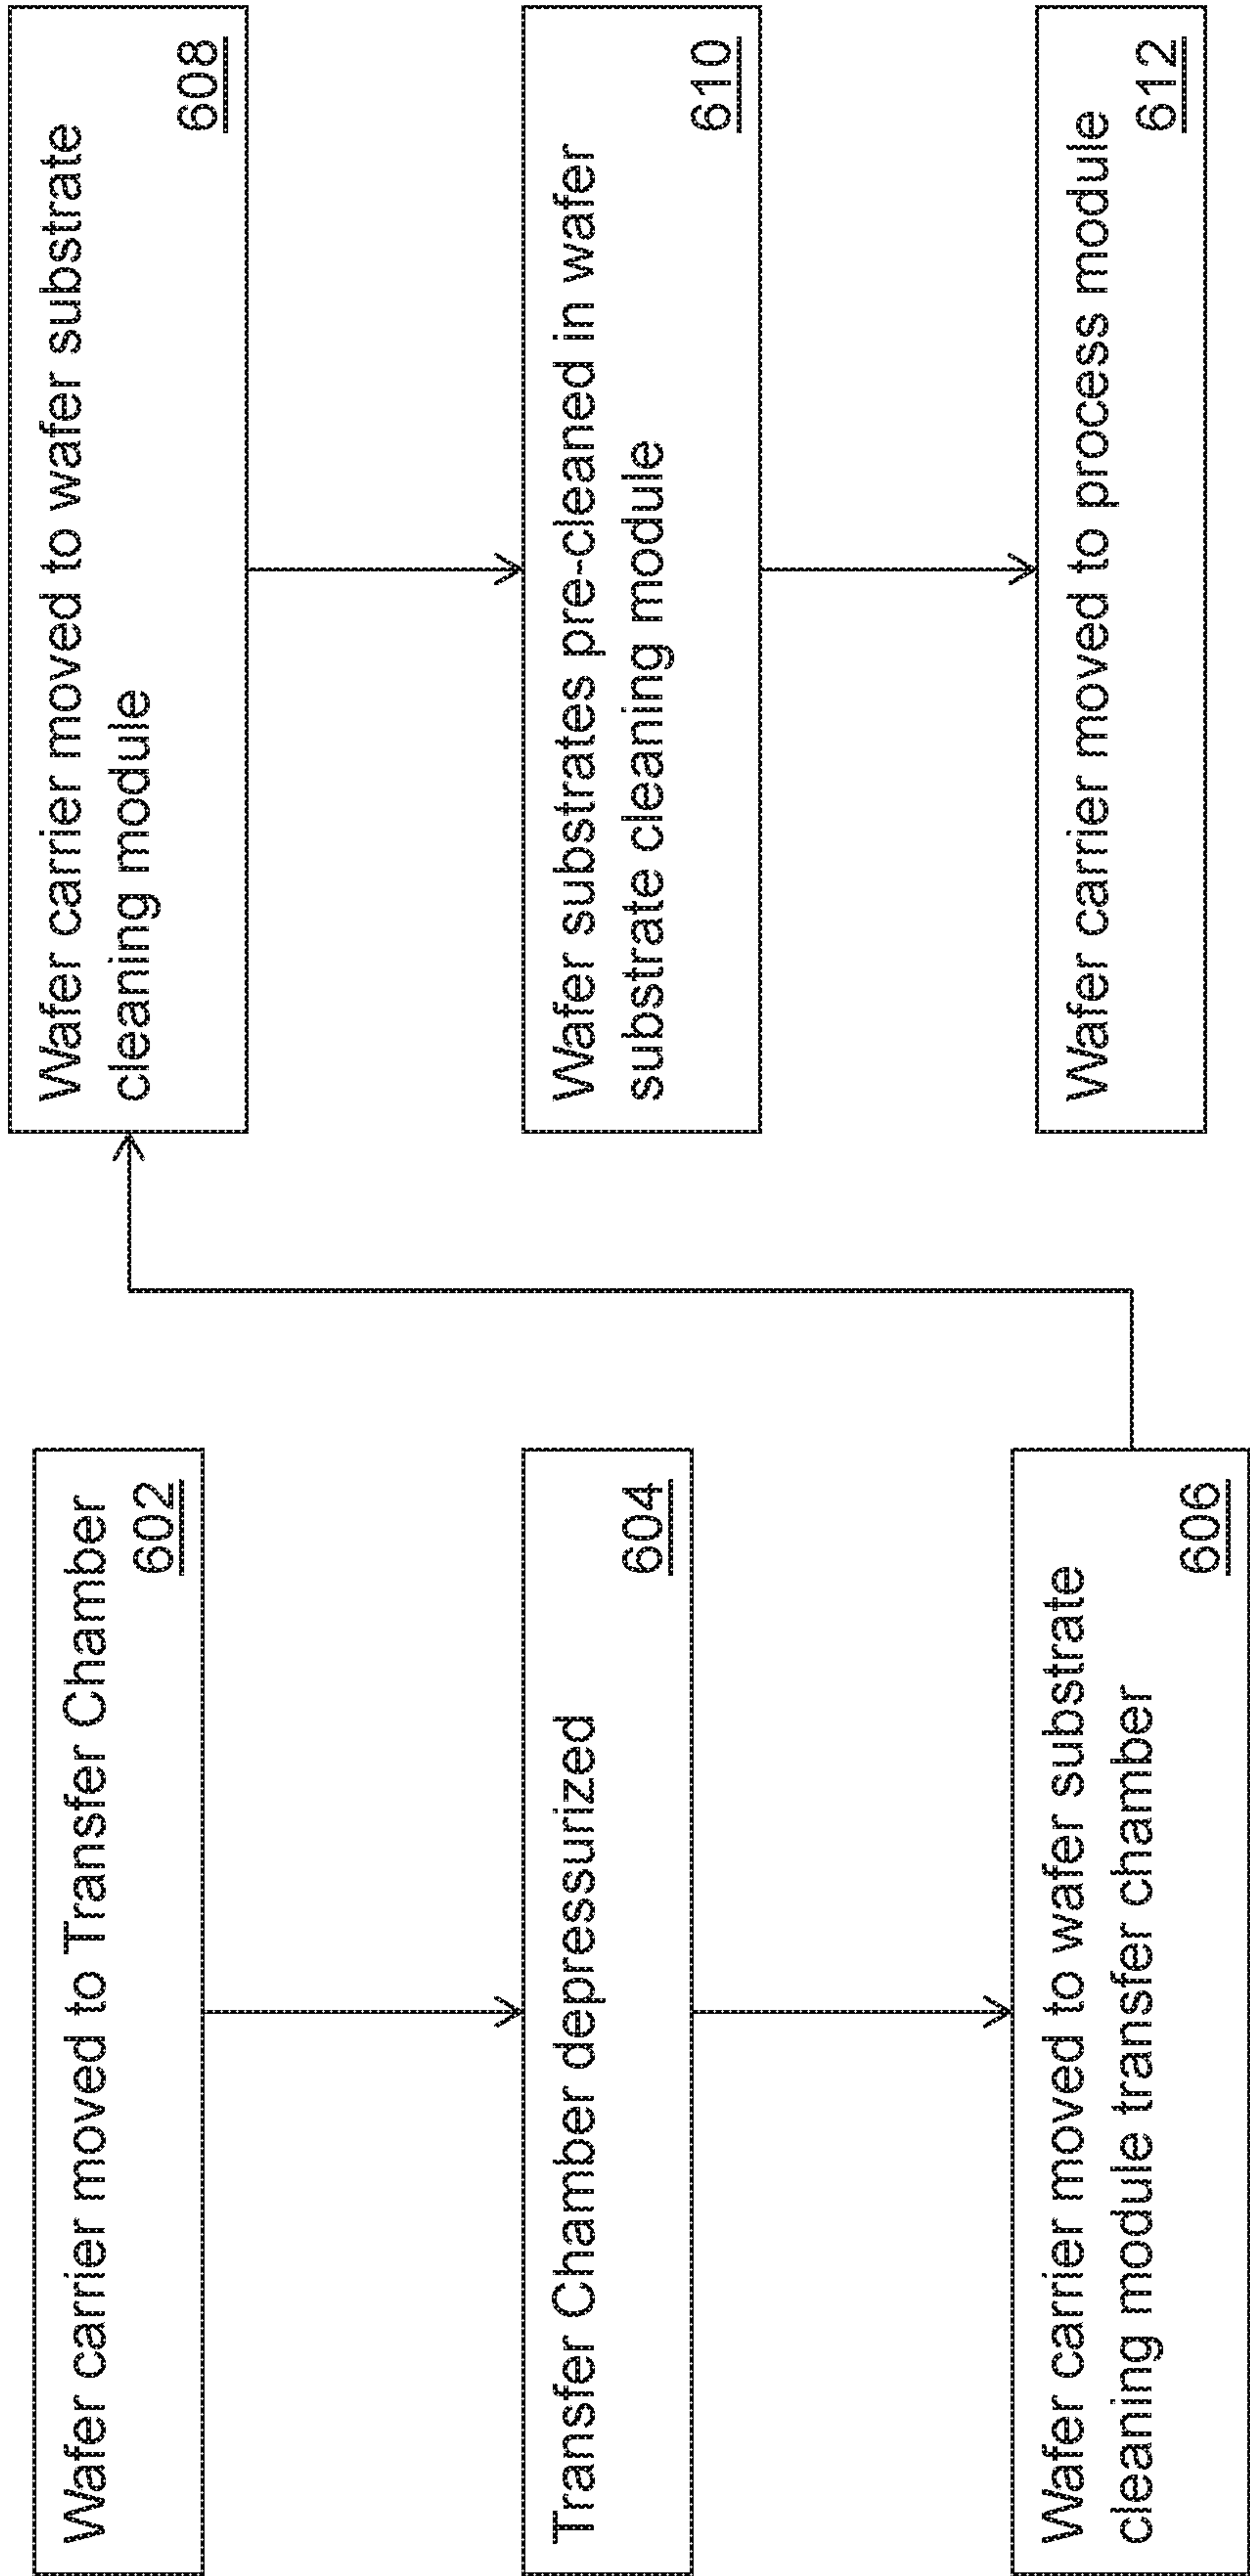 Wafer carrier moved to Transfer Chamber
602
Transfer Chamber depressurized
604
Wafer carrier moved to wafer substrate
cleaning module transfer chamber
606
Wafer carrier moved to wafer substrate
cleaning module
608
Wafer substrates pre-cleaned in wafer
substrate cleaning module
610
Wafer carrier moved to process module
612